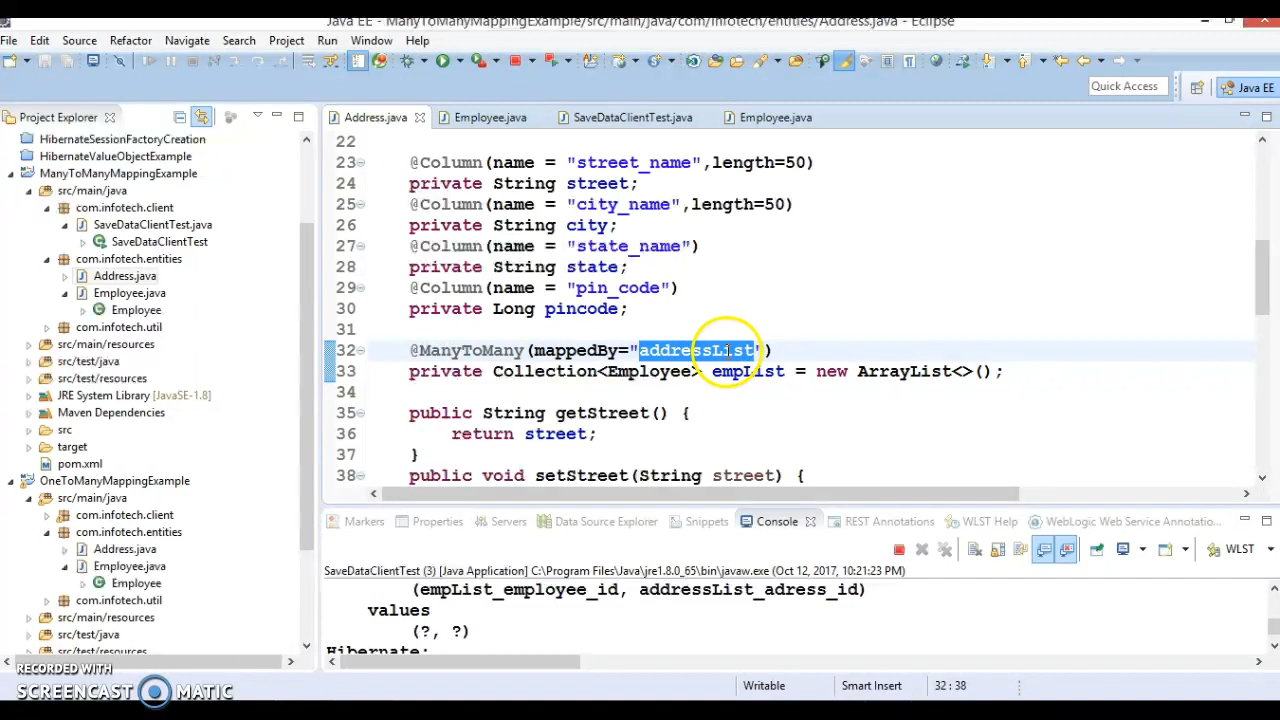 Java EE - ManyToManyMappingExample/src/main/java/com/infotech/entities/Address.java - Eclipse
File Edit Source Refactor Navigate Search Project Run Window Help
Quick Access
Java EE
Project Explorer
HibernateSessionFactoryCreation
HibernateValueObjectExample
ManyToManyMappingExample
src/main/java
com.infotech.client
SaveDataClientTest.java
SaveDataClientTest
com.infotech.entities
Address.java
Employee.java
Employee
com.infotech.util
src/main/resources
src/test/java
src/test/resources
JRE System Library [JavaSE-1.8]
Maven Dependencies
src
target
pom.xml
OneToManyMappingExample
src/main/java
com.infotech.client
com.infotech.entities
Address.java
Employee.java
Employee
com.infotech.util
src/main/resources
src/test/java
src/test/resources
Address.java Employee.java SaveDataClientTest.java Employee.java
22
23 @Column(name = "street_name",length=50)
24 private String street;
25 @Column(name = "city_name",length=50)
26 private String city;
27 @Column(name = "state_name")
28 private String state;
29 @Column(name = "pin_code")
30 private Long pincode;
31
32 @ManyToMany(mappedBy="addressList")
33 private Collection<Employee> empList = new ArrayList<>();
34
35 public String getStreet() {
36 return street;
37 }
38 public void setStreet(String street) {
Markers Properties Servers Data Source Explorer Snippets Console REST Annotations WLST Help WebLogic Web Service Annotatio...
WLST
SaveDataClientTest (3) [Java Application] C:\Program Files\Java\jre1.8.0_65\bin\javaw.exe (Oct 12, 2017, 10:21:23 PM)
(empList_employee_id, addressList_adress_id)
values
(?, ?)
Hibernate:
Writable Smart Insert 32 : 38
RECORDED WITH
SCREENCAST MATIC